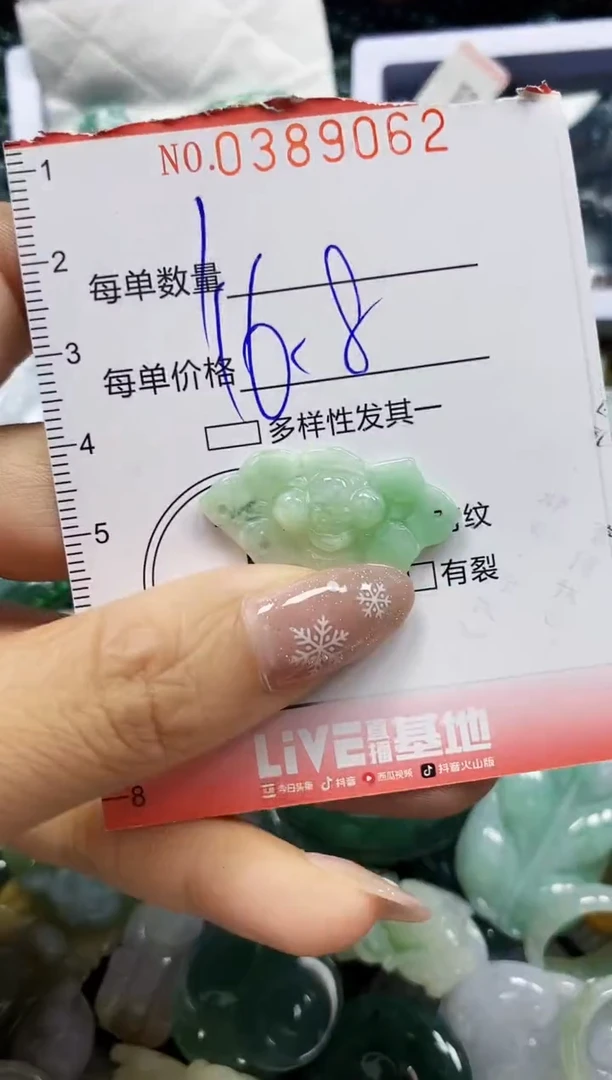 NO.0389062
1
2
每单数量
3
每单价格
168
4
多样性发其一
5
纹
有裂
LiVE直播基地
今日头条 抖音 西瓜视频 抖音火山版
8